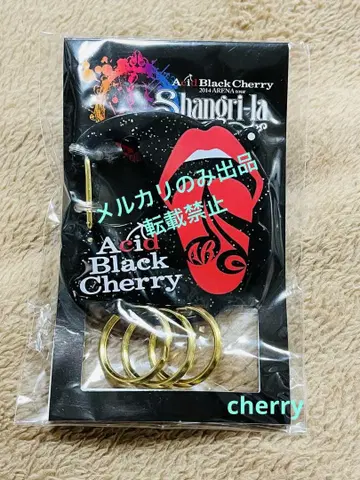 Acid Black Cherry
2014 ARENA tour
Shangri-la
メルカリのみ出品
転載禁止
Acid
Black
Cherry
cherry